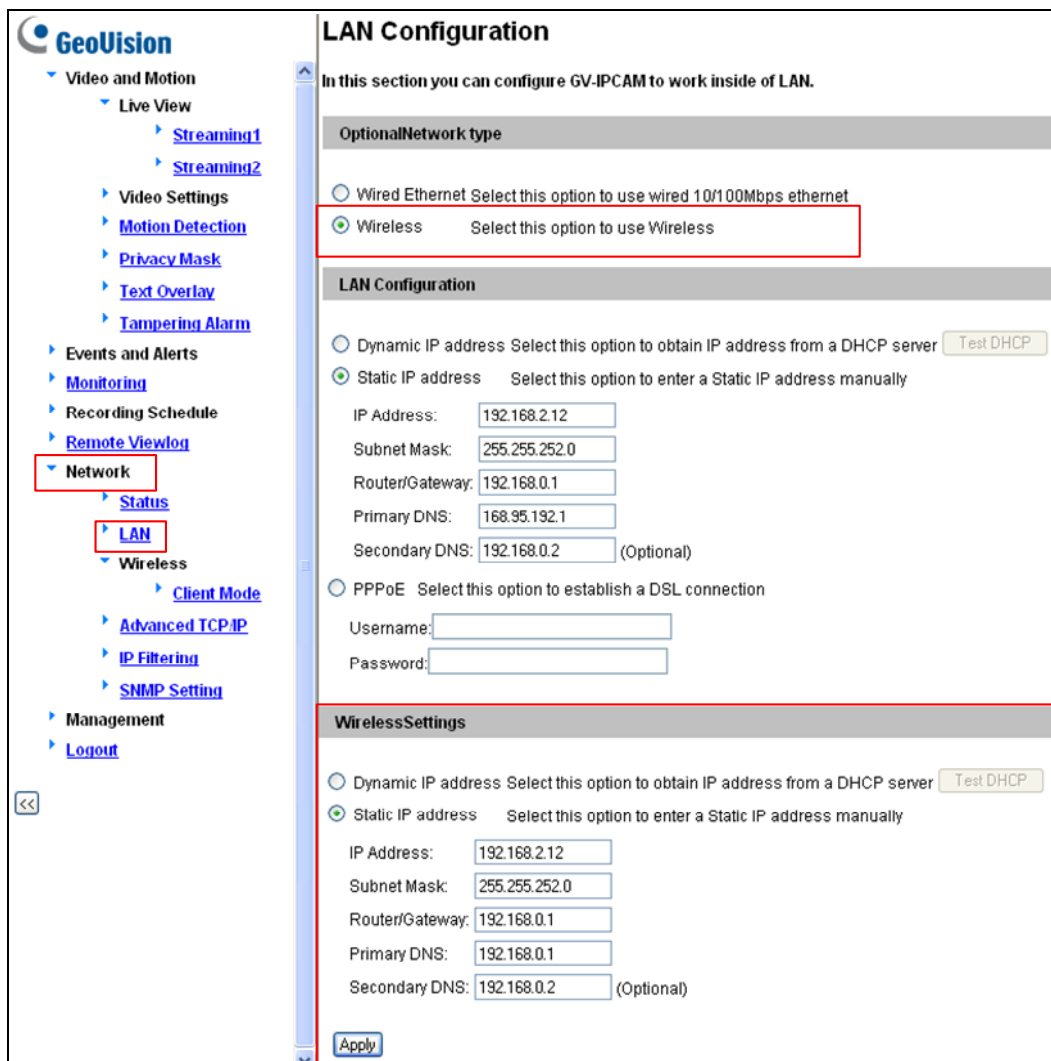 GeoVision
Video and Motion
Live View
Streaming1
Streaming2
Video Settings
Motion Detection
Privacy Mask
Text Overlay
Tampering Alarm
Events and Alerts
Monitoring
Recording Schedule
Remote Viewlog
Network
Status
LAN
Wireless
Client Mode
Advanced TCP/IP
IP Filtering
SNMP Setting
Management
Logout
<<
LAN Configuration
In this section you can configure GV-IPCAM to work inside of LAN.
OptionalNetwork type
Wired Ethernet Select this option to use wired 10/100Mbps ethernet
Wireless Select this option to use Wireless
LAN Configuration
Dynamic IP address Select this option to obtain IP address from a DHCP server Test DHCP
Static IP address Select this option to enter a Static IP address manually
IP Address: 192.168.2.12
Subnet Mask: 255.255.252.0
Router/Gateway: 192.168.0.1
Primary DNS: 168.95.192.1
Secondary DNS: 192.168.0.2 (Optional)
PPPoE Select this option to establish a DSL connection
Username:
Password:
WirelessSettings
Dynamic IP address Select this option to obtain IP address from a DHCP server Test DHCP
Static IP address Select this option to enter a Static IP address manually
IP Address: 192.168.2.12
Subnet Mask: 255.255.252.0
Router/Gateway: 192.168.0.1
Primary DNS: 192.168.0.1
Secondary DNS: 192.168.0.2 (Optional)
Apply